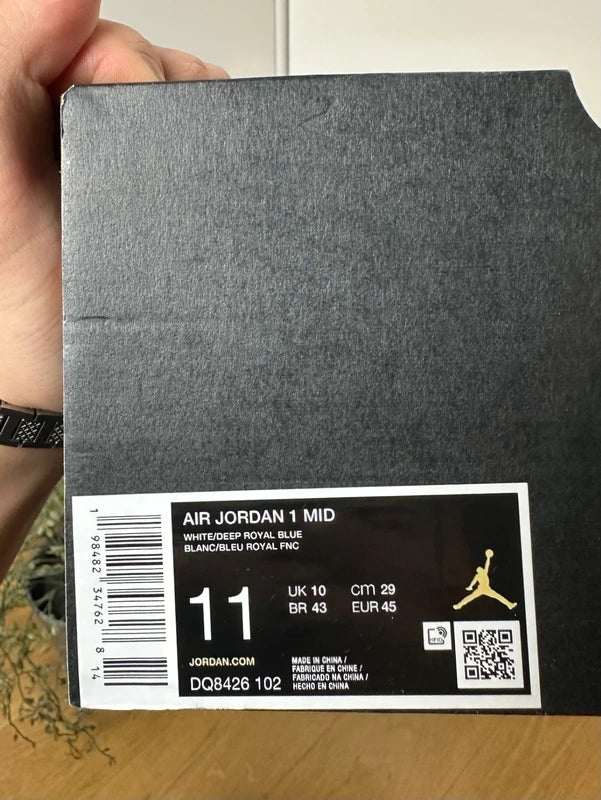 AIR JORDAN 1 MID
WHITE/DEEP ROYAL BLUE
BLANC/BLEU ROYAL FNC
11
UK 10 CM 29
BR 43 EUR 45
JORDAN.COM
DQ8426 102
MADE IN CHINA /
FABRIQUE EN CHINE /
FABRICADO NA CHINA /
HECHO EN CHINA
RFID
1 98482 34762 8 14